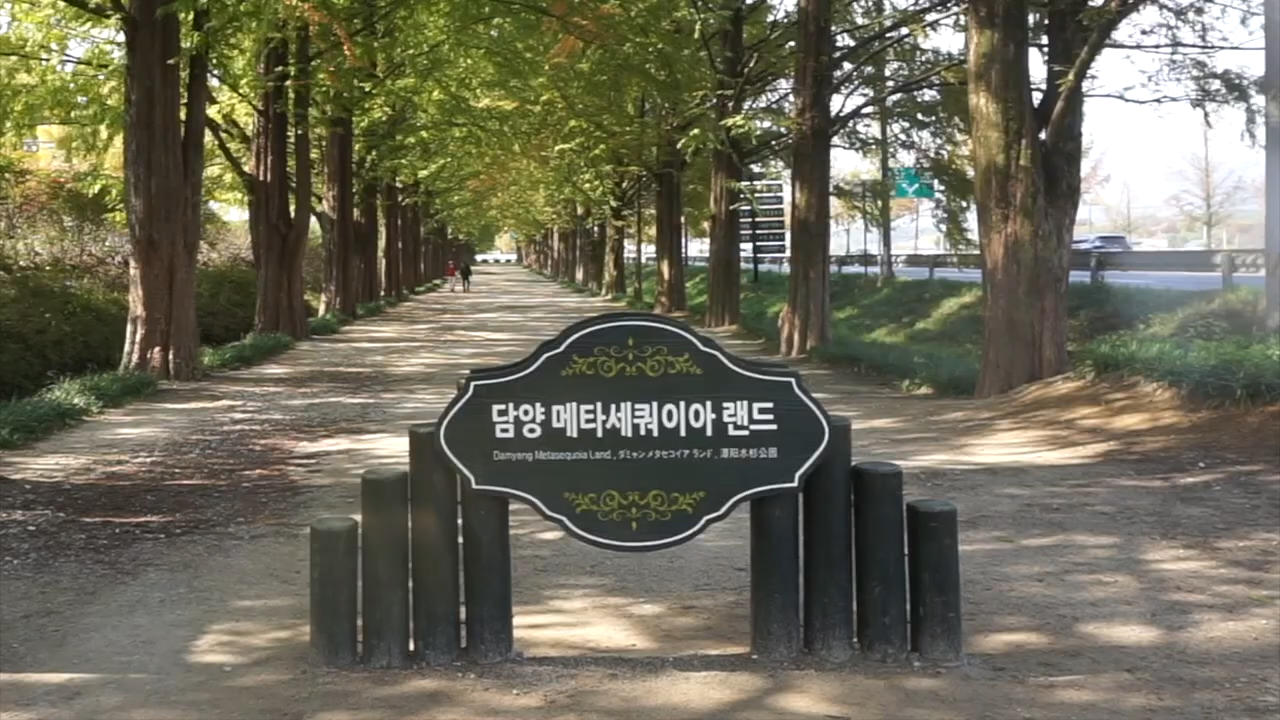 담양 메타세쿼이아 랜드
Damyang Metasequoia Land , ダミャンメタセコイア ランド , 潭阳水杉公园